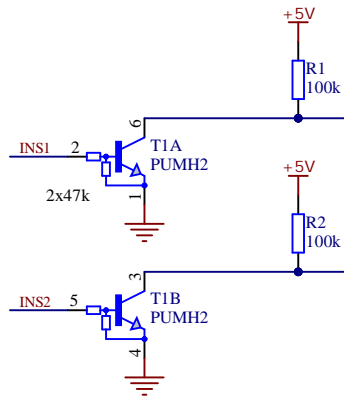 +5V
R1
100k
6
INS1
2
T1A
PUMH2
2x47k
1
+5V
R2
100k
3
INS2
5
T1B
PUMH2
4